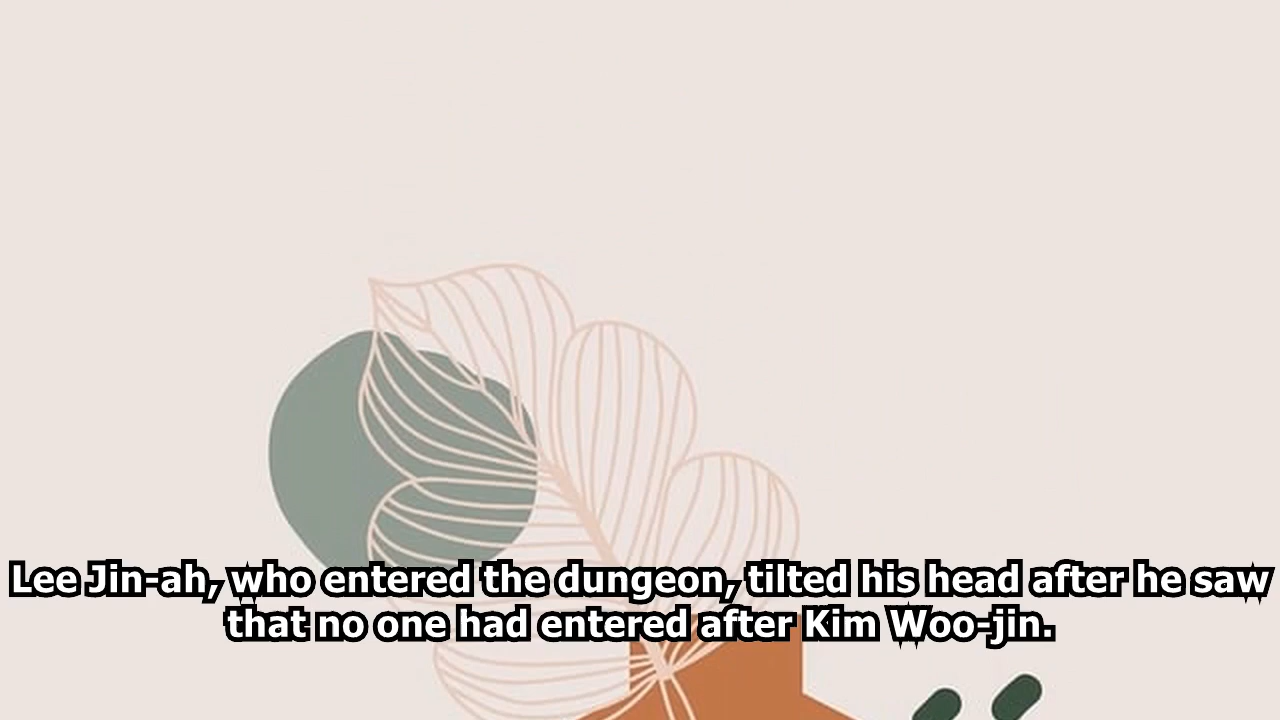 Lee Jin-ah, who entered the dungeon, tilted his head after he saw
that no one had entered after Kim Woo-jin.